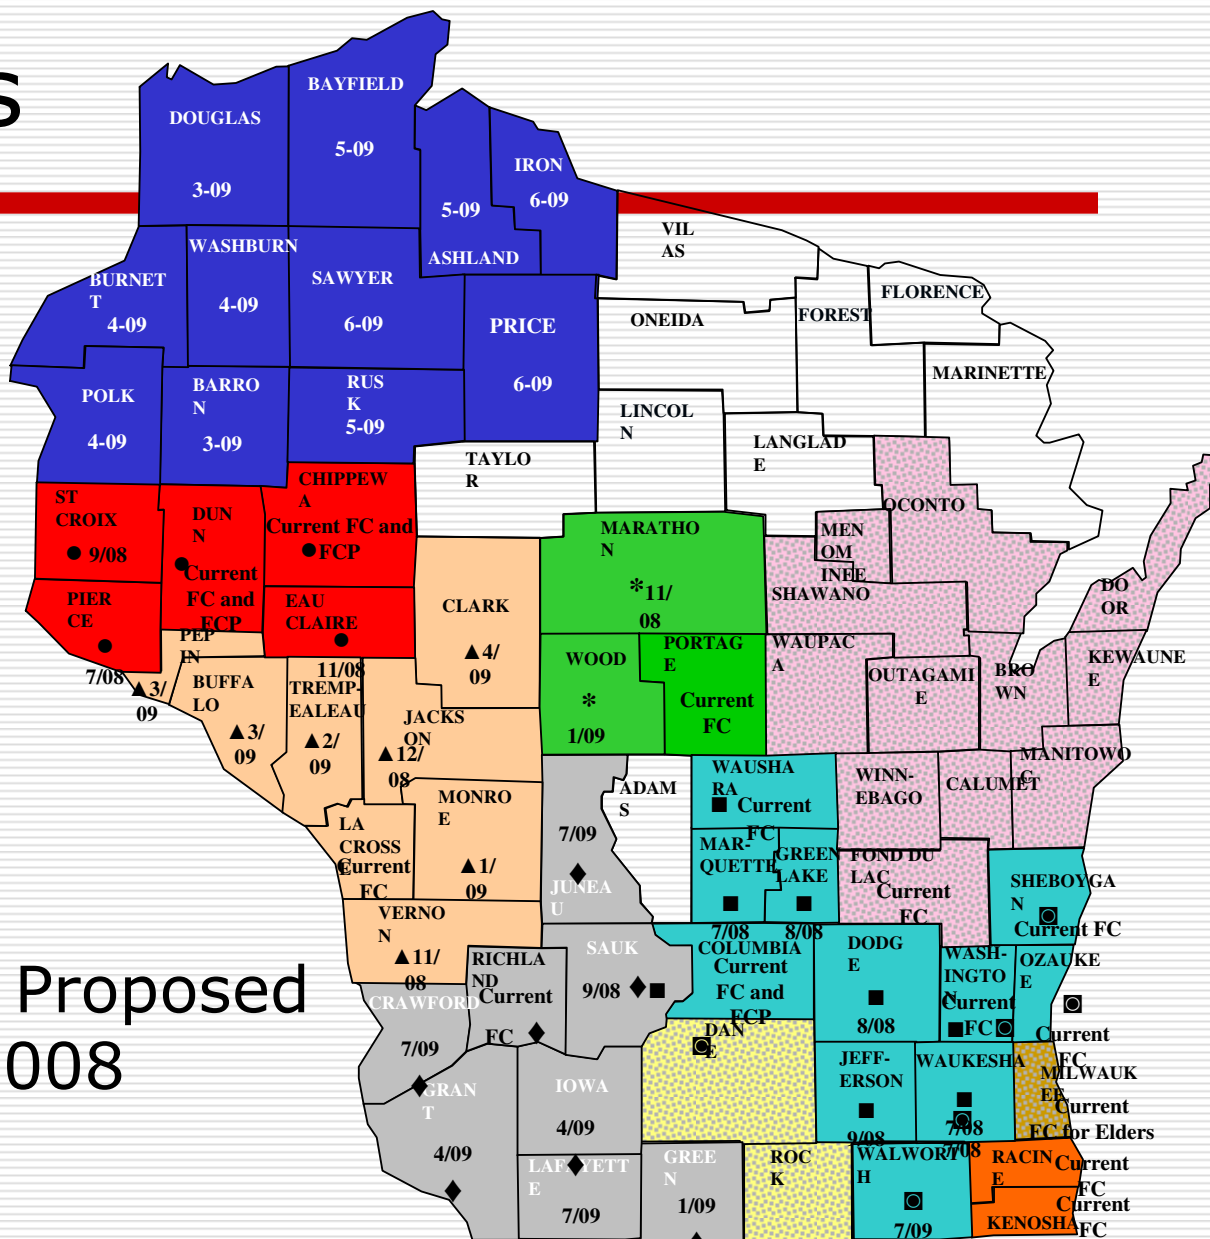 s
BAYFIELD
5-09
DOUGLAS
3-09
IRON
6-09
5-09
ASHLAND
VIL
AS
WASHBURN
4-09
BURNET
T
4-09
SAWYER
6-09
PRICE
6-09
ONEIDA
FOREST
FLORENCE
MARINETTE
POLK
4-09
BARRO
N
3-09
RUS
K
5-09
LINCOL
N
LANGLAD
E
TAYLO
R
OCONTO
ST
CROIX
9/08
DUN
N
Current
FC and
FCP
CHIPPEW
A
Current FC and
FCP
MARATHO
N
*11/
08
MEN
OM
INEE
SHAWANO
DO
OR
PIER
CE
7/08
EAU
CLAIRE
11/08
CLARK
4/
09
PEP
IN
3/
09
BUFFA
LO
3/
09
TREMP-
EALEAU
2/
09
JACKS
ON
12/
08
WOOD
*
1/09
PORTAG
E
Current
FC
WAUPAC
A
OUTAGAMI
E
BRO
WN
KEWAUNE
E
MANITOWO
C
WINN-
EBAGO
CALUMET
ADAM
S
WAUSHA
RA
Current
FC
MONRO
E
1/
09
LA
CROSS
E
Current
FC
7/09
JUNEA
U
MAR-
QUETTE
7/08
GREEN
LAKE
8/08
FOND DU
LAC
Current
FC
SHEBOYGA
N
Current FC
VERNO
N
11/
08
SAUK
9/08
COLUMBIA
Current
FC and
FCP
DODG
E
8/08
WASH-
INGTO
N
Current
FC
OZAUKE
E
Current
FC
RICHLA
ND
Current
FC
CRAWFORD
7/09
Proposed
008
GRAN
T
4/09
IOWA
4/09
DAN
E
JEFF-
ERSON
9/08
WAUKESHA
7/08
7/08
MILWAUK
EE
Current
FC for Elders
LAFAYETT
E
7/09
GREE
N
1/09
ROC
K
WALWORT
H
7/09
RACIN
E
Current
FC
KENOSHA
Current
FC